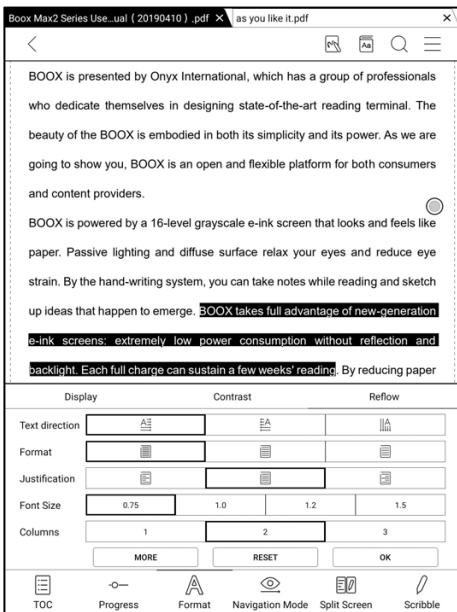 Boox Max2 Series Use...ual ( 20190410 ) .pdf ×
as you like it.pdf ×
Aa
BOOX is presented by Onyx International, which has a group of professionals
who dedicate themselves in designing state-of-the-art reading terminal. The
beauty of the BOOX is embodied in both its simplicity and its power. As we are
going to show you, BOOX is an open and flexible platform for both consumers
and content providers.
BOOX is powered by a 16-level grayscale e-ink screen that looks and feels like
paper. Passive lighting and diffuse surface relax your eyes and reduce eye
strain. By the hand-writing system, you can take notes while reading and sketch
up ideas that happen to emerge. BOOX takes full advantage of new-generation
e-ink screens: extremely low power consumption without reflection and
backlight. Each full charge can sustain a few weeks' reading. By reducing paper
Display Contrast Reflow
Text direction A EA A
Format
Justification
Font Size 0.75 1.0 1.2 1.5
Columns 1 2 3
MORE RESET OK
TOC Progress Format Navigation Mode Split Screen Scribble